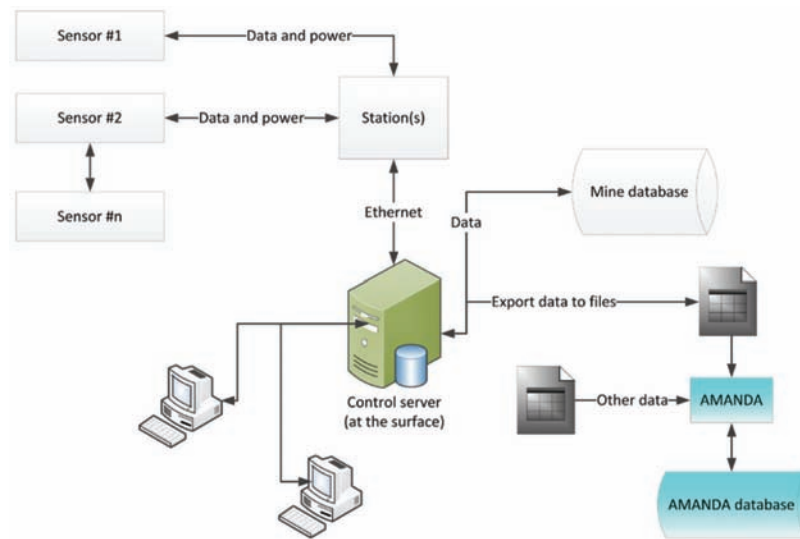 Sensor #1
Data and power
Sensor #2
Data and power
Station(s)
Sensor #n
Ethernet
Data
Mine database
Export data to files
Control server
(at the surface)
Other data
AMANDA
AMANDA database